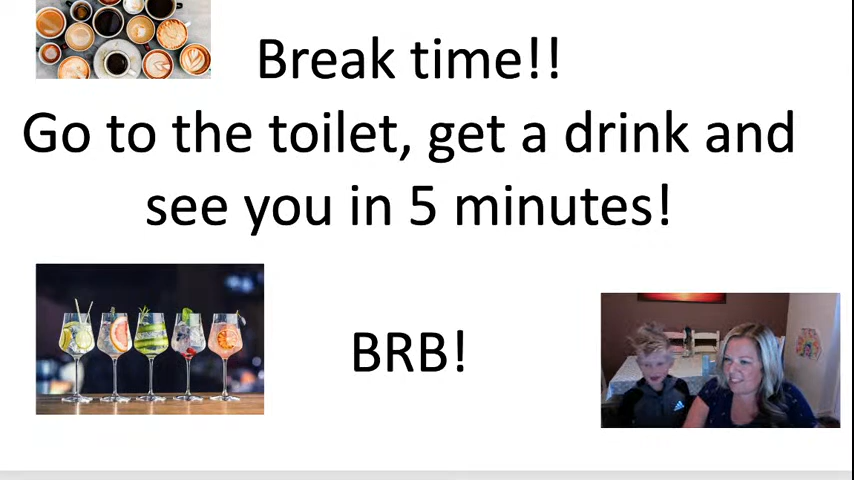 Break time!!
Go to the toilet, get a drink and
see you in 5 minutes!
BRB!